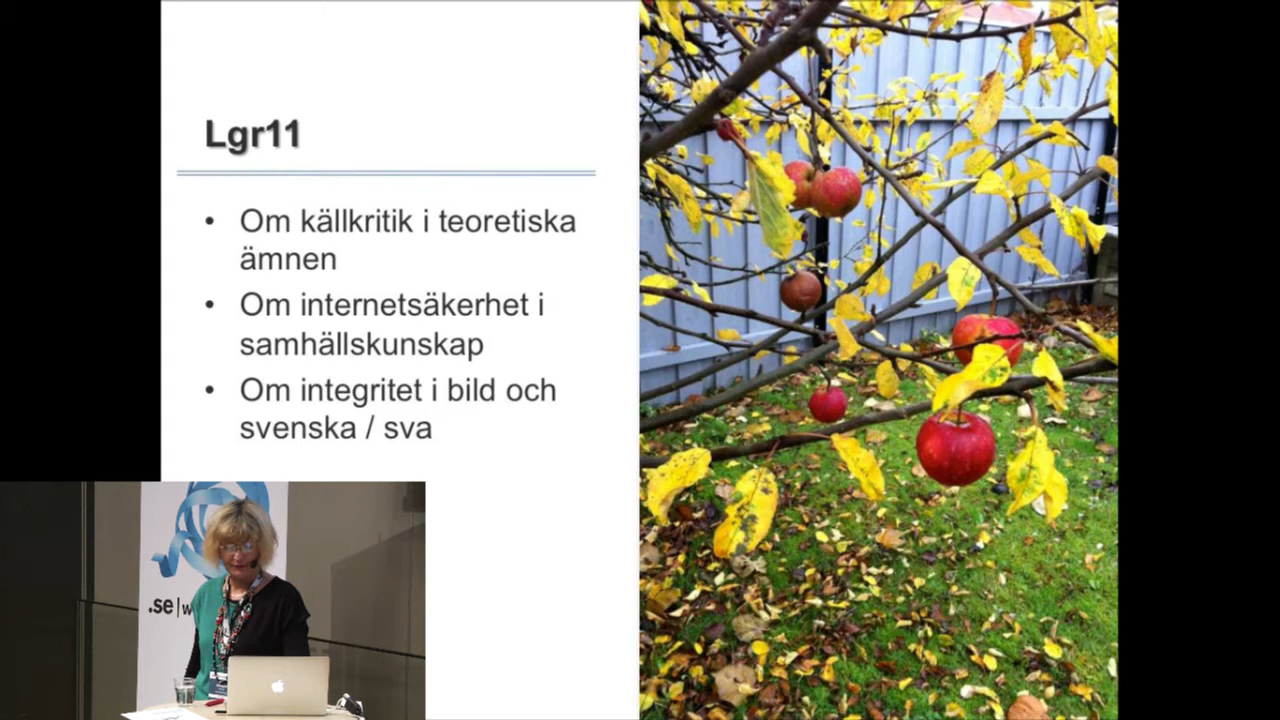 Lgr11
• Om källkritik i teoretiska
ämnen
• Om internetsäkerhet i
samhällskunskap
• Om integritet i bild och
svenska / sva
.se | w